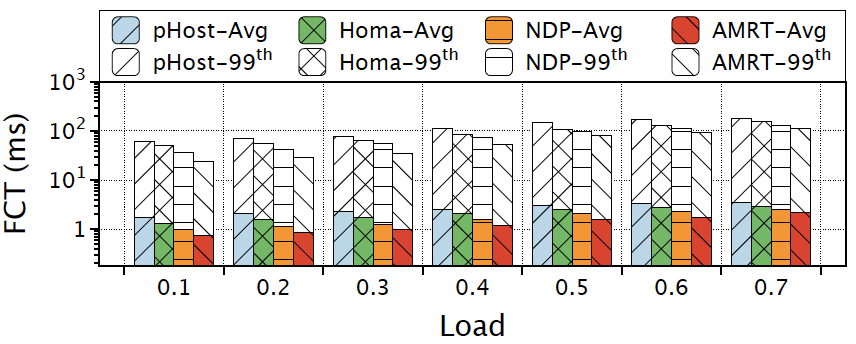 pHost-Avg Homa-Avg NDP-Avg AMRT-Avg
pHost-99th Homa-99th NDP-99th AMRT-99th
FCT (ms)
10³
10²
10¹
1
0.1 0.2 0.3 0.4 0.5 0.6 0.7
Load